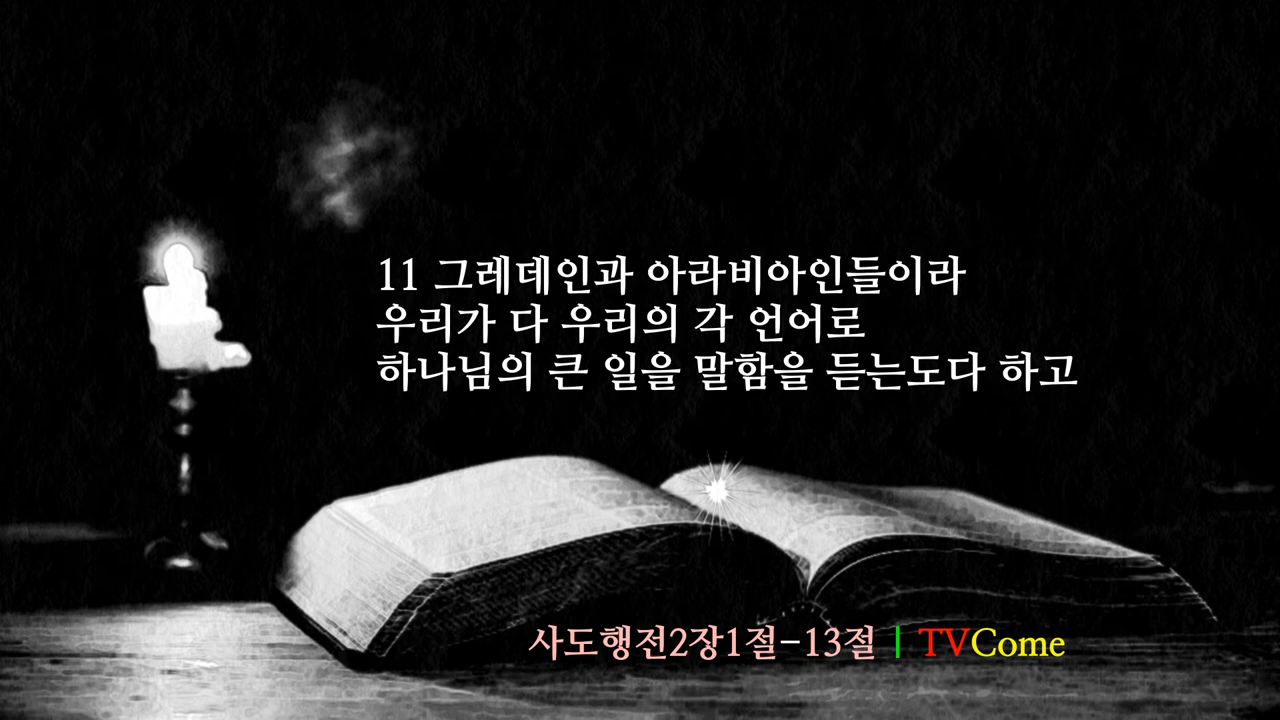 11 그레데인과 아라비아인들이라
우리가 다 우리의 각 언어로
하나님의 큰 일을 말함을 듣는도다 하고
사도행전2장1절-13절 | TVCome